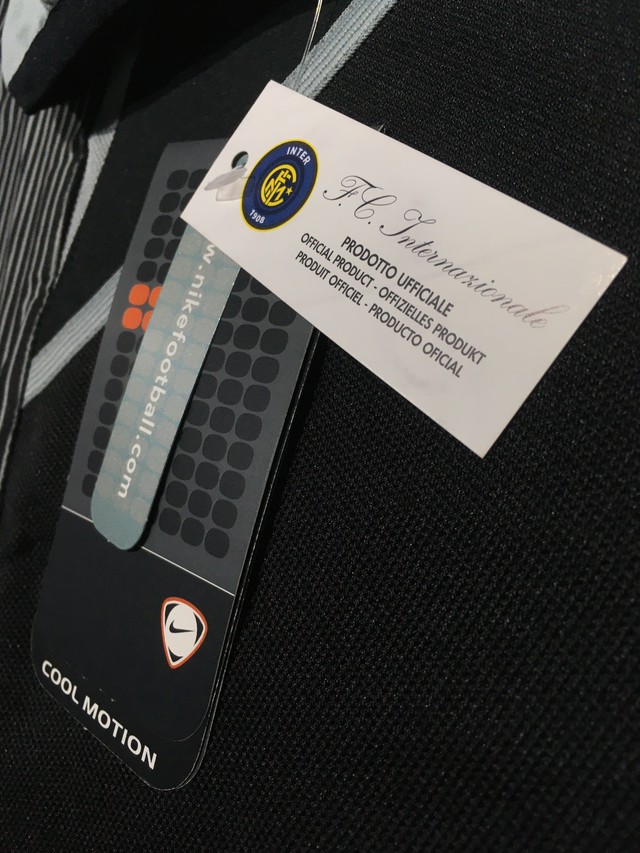 INTER
1908
F.C. Internazionale
PRODOTTO UFFICIALE
OFFICIAL PRODUCT - OFFIZIELLES PRODUKT
PRODUIT OFFICIEL - PRODUCTO OFICIAL
w.nikefootball.com
COOL MOTION